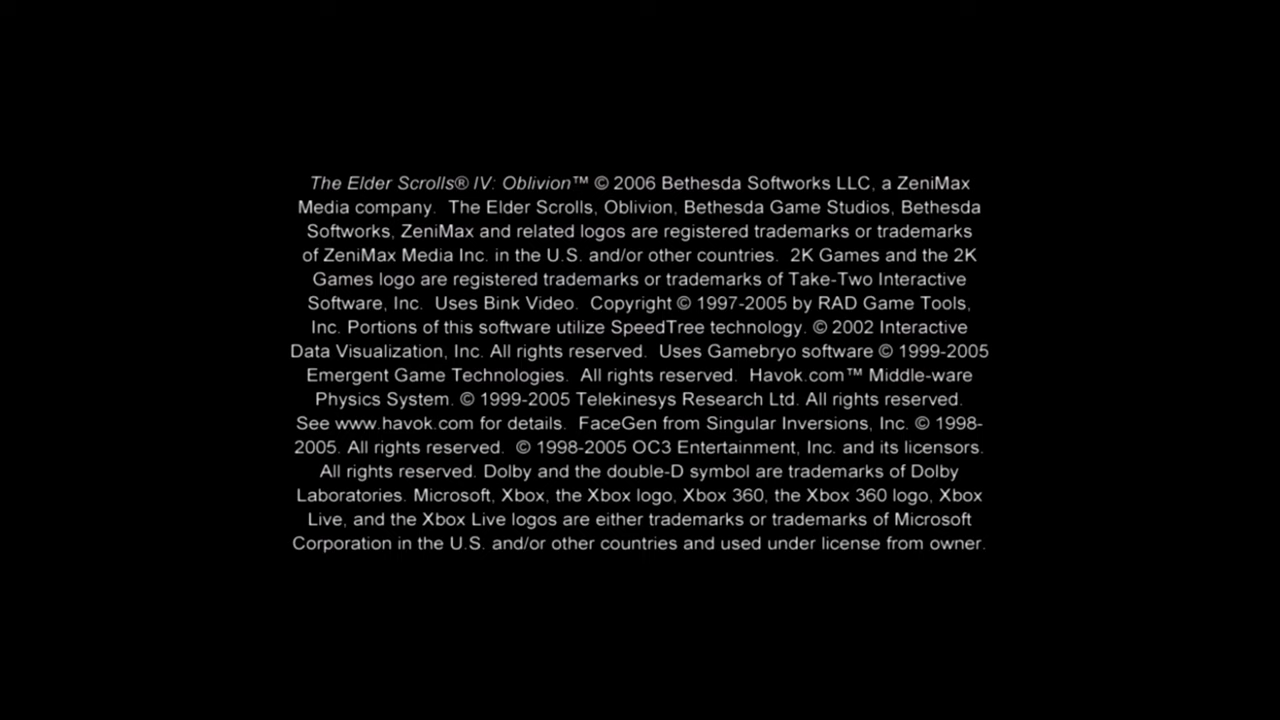 The Elder Scrolls® IV: Oblivion™ © 2006 Bethesda Softworks LLC, a ZeniMax
Media company.  The Elder Scrolls, Oblivion, Bethesda Game Studios, Bethesda
Softworks, ZeniMax and related logos are registered trademarks or trademarks
of ZeniMax Media Inc. in the U.S. and/or other countries.  2K Games and the 2K
Games logo are registered trademarks or trademarks of Take-Two Interactive
Software, Inc.  Uses Bink Video.  Copyright © 1997-2005 by RAD Game Tools,
Inc. Portions of this software utilize SpeedTree technology. © 2002 Interactive
Data Visualization, Inc. All rights reserved.  Uses Gamebryo software © 1999-2005
Emergent Game Technologies.  All rights reserved.  Havok.com™ Middle-ware
Physics System. © 1999-2005 Telekinesys Research Ltd. All rights reserved.
See www.havok.com for details.  FaceGen from Singular Inversions, Inc. © 1998-
2005. All rights reserved.  © 1998-2005 OC3 Entertainment, Inc. and its licensors.
All rights reserved. Dolby and the double-D symbol are trademarks of Dolby
Laboratories. Microsoft, Xbox, the Xbox logo, Xbox 360, the Xbox 360 logo, Xbox
Live, and the Xbox Live logos are either trademarks or trademarks of Microsoft
Corporation in the U.S. and/or other countries and used under license from owner.